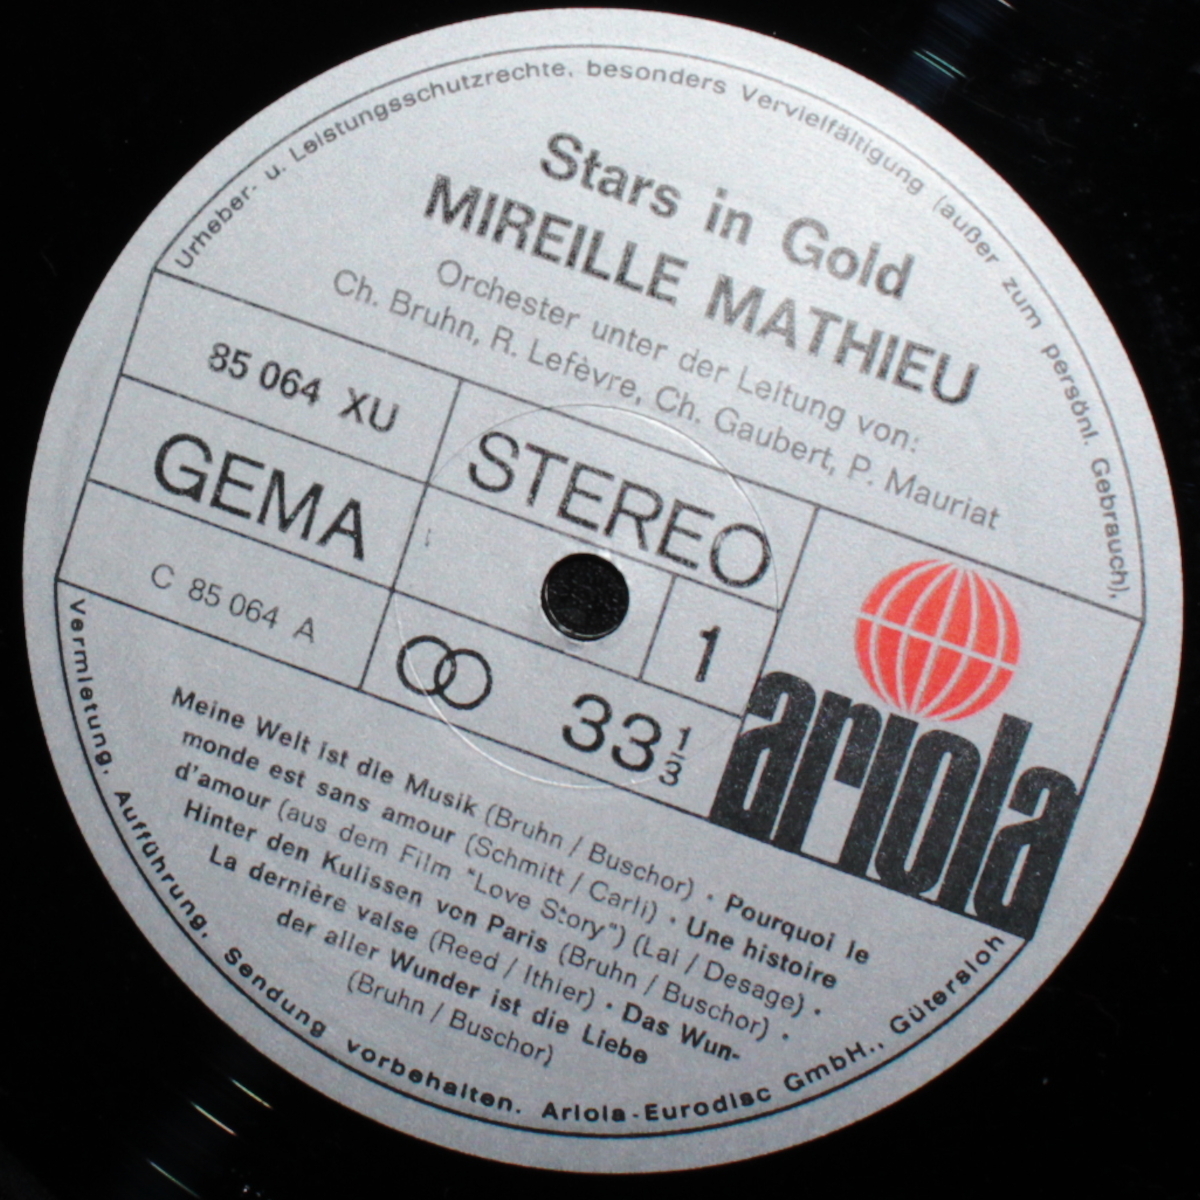 Urheber- u. Leistungsschutzrechte, besonders Vervielfältigung (außer zum persönl. Gebrauch),
Stars in Gold
MIREILLE MATHIEU
Orchester unter der Leitung von:
Ch. Bruhn, R. Lefèvre, Ch. Gaubert, P. Mauriat
85 064 XU
STEREO
GEMA
1
C 85 064 A
33 1/3
ariola
Meine Welt ist die Musik (Bruhn / Buschor) · Pourquoi le
monde est sans amour (Schmitt / Carli) · Une histoire
d'amour (aus dem Film "Love Story") (Lai / Desage) ·
Hinter den Kulissen von Paris (Bruhn / Buschor) ·
La dernière valse (Reed / Ithier) · Das Wun-
der aller Wunder ist die Liebe
(Bruhn / Buschor)
Vermietung, Aufführung, Sendung vorbehalten. Ariola-Eurodisc GmbH., Gütersloh